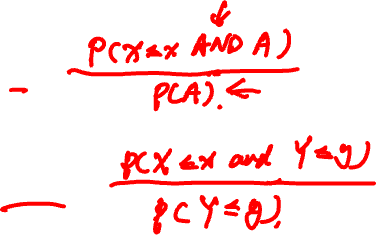 P(X≤x AND A)
P(A).
P(X≤x and Y≤y)
P(Y≤y).